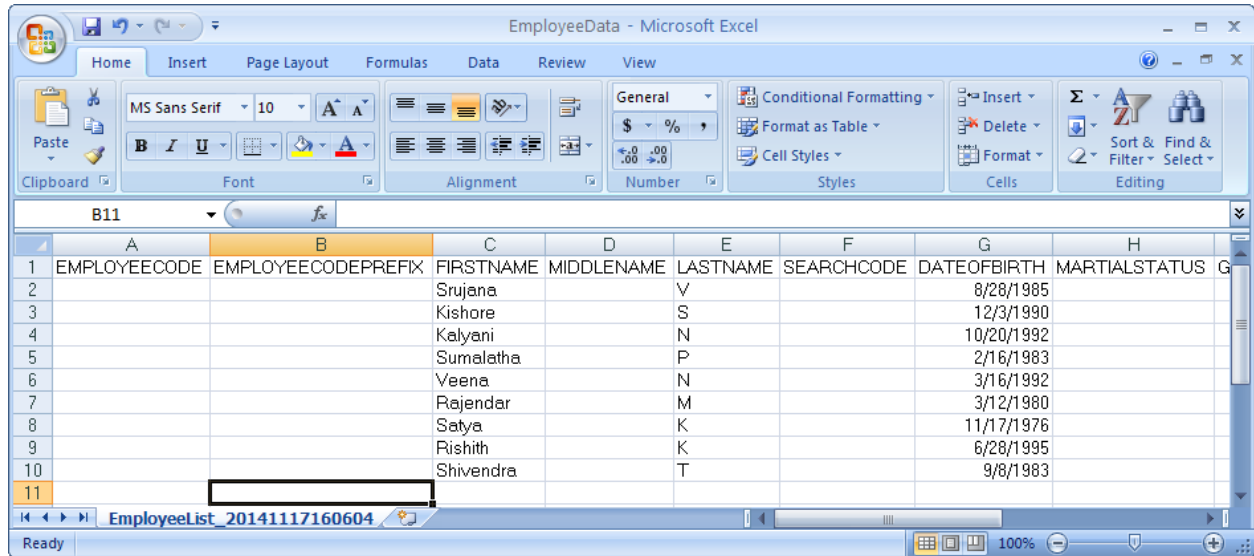 EmployeeData - Microsoft Excel
Home Insert Page Layout Formulas Data Review View
Paste
Clipboard
MS Sans Serif 10 A A
B I U A
Font
Alignment
General
$ % ,
.0 .00 .00 .0
Number
Conditional Formatting
Format as Table
Cell Styles
Styles
Insert
Delete
Format
Cells
Σ
Sort & Filter
Find & Select
Editing
B11 fx
A B C D E F G H
1 EMPLOYEECODE EMPLOYEECODEPREFIX FIRSTNAME MIDDLENAME LASTNAME SEARCHCODE DATEOFBIRTH MARTIALSTATUS G
2 Srujana V 8/28/1985
3 Kishore S 12/3/1990
4 Kalyani N 10/20/1992
5 Sumalatha P 2/16/1983
6 Veena N 3/16/1992
7 Rajendar M 3/12/1980
8 Satya K 11/17/1976
9 Rishith K 6/28/1995
10 Shivendra T 9/8/1983
11
EmployeeList_20141117160604
Ready 100%